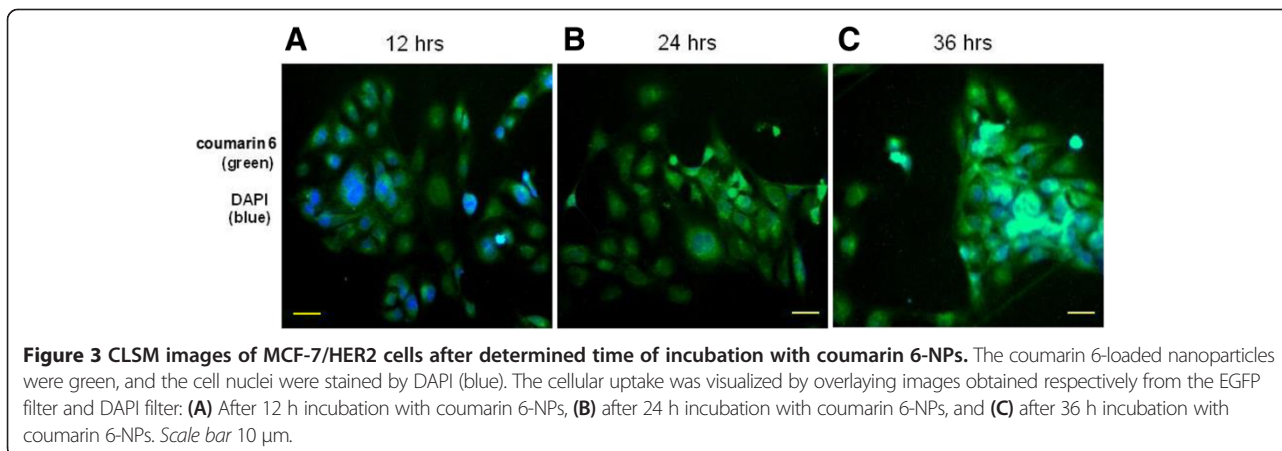 A 12 hrs B 24 hrs C 36 hrs
coumarin 6
(green)
DAPI
(blue)
Figure 3 CLSM images of MCF-7/HER2 cells after determined time of incubation with coumarin 6-NPs. The coumarin 6-loaded nanoparticles
were green, and the cell nuclei were stained by DAPI (blue). The cellular uptake was visualized by overlaying images obtained respectively from the EGFP
filter and DAPI filter: (A) After 12 h incubation with coumarin 6-NPs, (B) after 24 h incubation with coumarin 6-NPs, and (C) after 36 h incubation with
coumarin 6-NPs. Scale bar 10 μm.